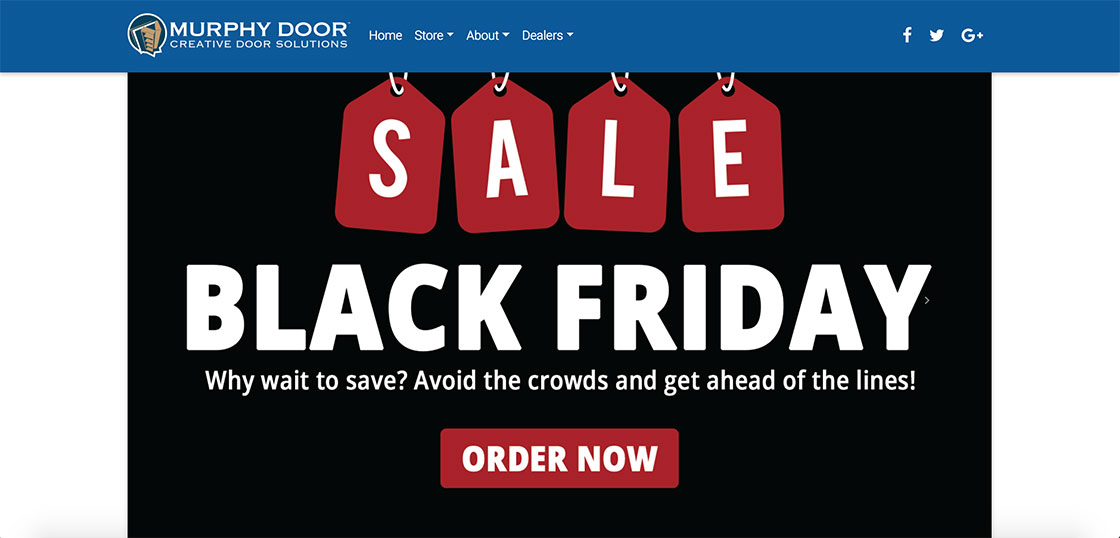 MURPHY DOOR
CREATIVE DOOR SOLUTIONS
Home Store About Dealers
SALE
BLACK FRIDAY
Why wait to save? Avoid the crowds and get ahead of the lines!
ORDER NOW